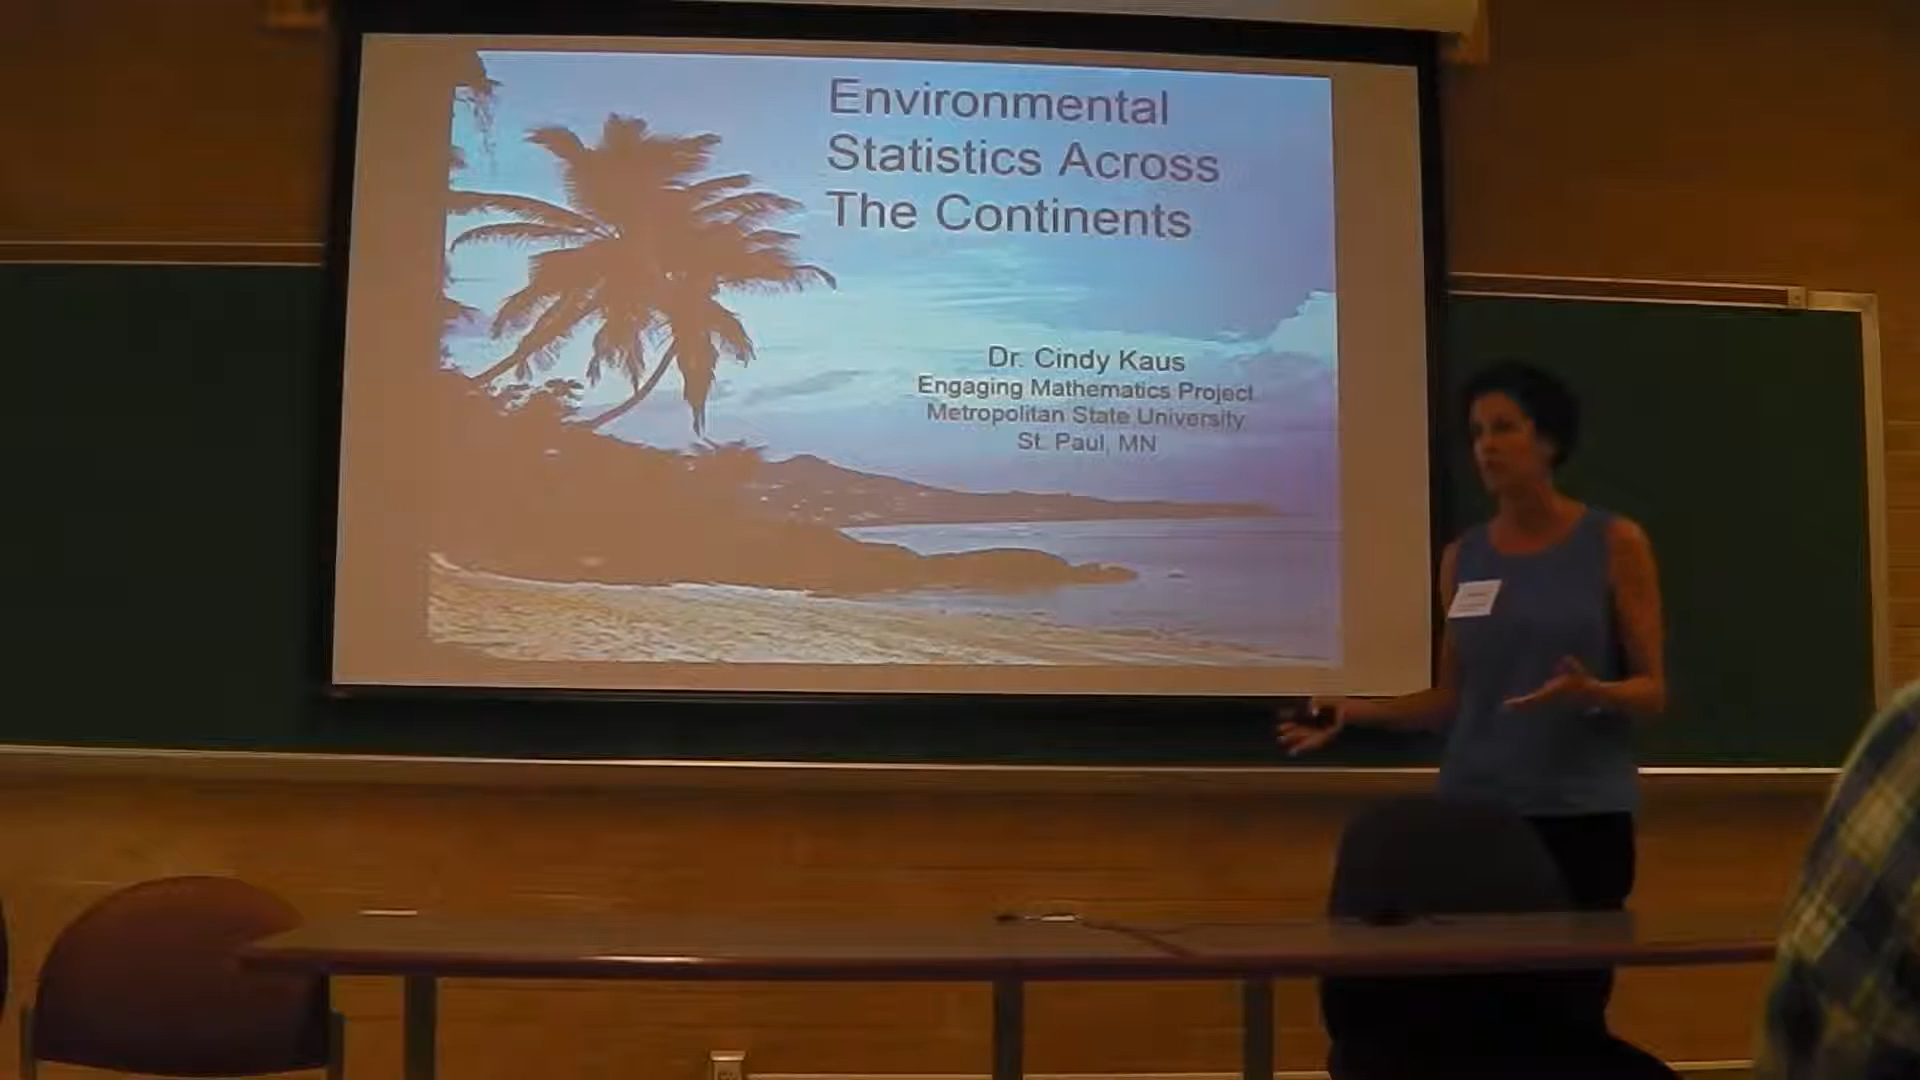 Environmental
Statistics Across
The Continents
Dr. Cindy Kaus
Engaging Mathematics Project
Metropolitan State University
St. Paul, MN